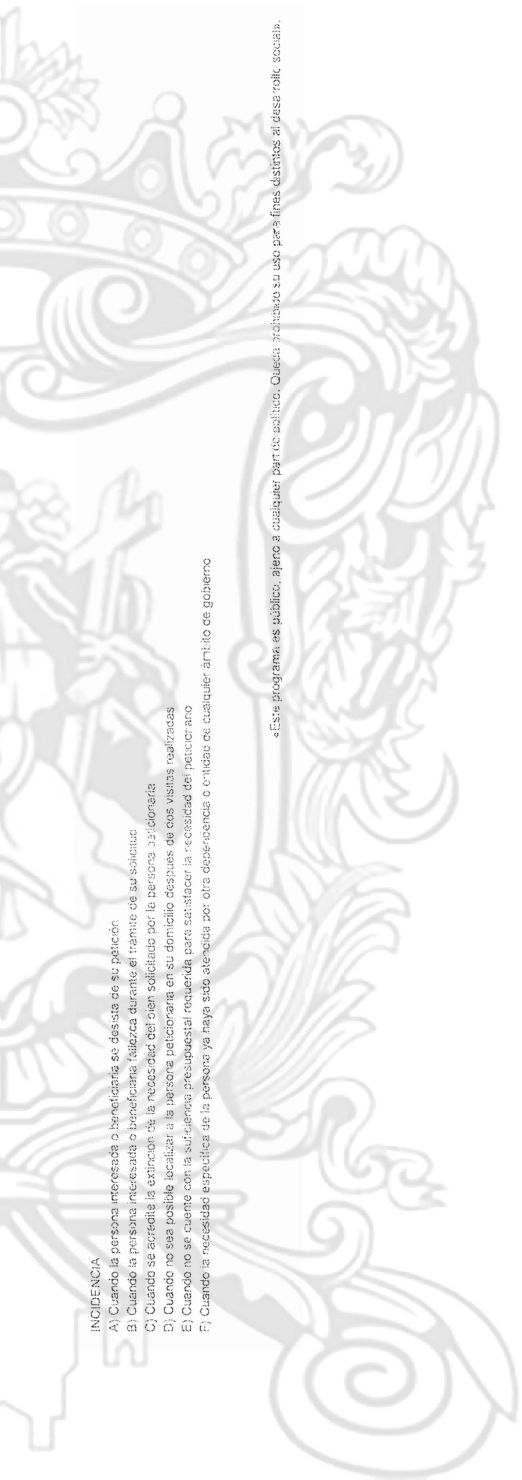 INCIDENCIA
A) Cuando la persona interesada o beneficiaria se desista de su petición
B) Cuando la persona interesada o beneficiaria fallezca durante el trámite de su solicitud
C) Cuando se acredite la extinción de la necesidad del bien solicitado por la persona peticionaria
D) Cuando no sea posible localizar a la persona peticionaria en su domicilio después de dos visitas realizadas
E) Cuando no se cuente con la suficiencia presupuestal requerida para satisfacer la necesidad del peticionario
F) Cuando la necesidad específica de la persona ya haya sido atendida por otra dependencia o entidad de cualquier ámbito de gobierno
«Este programa es público, ajeno a cualquier partido político. Queda prohibido su uso para fines distintos al desarrollo social».